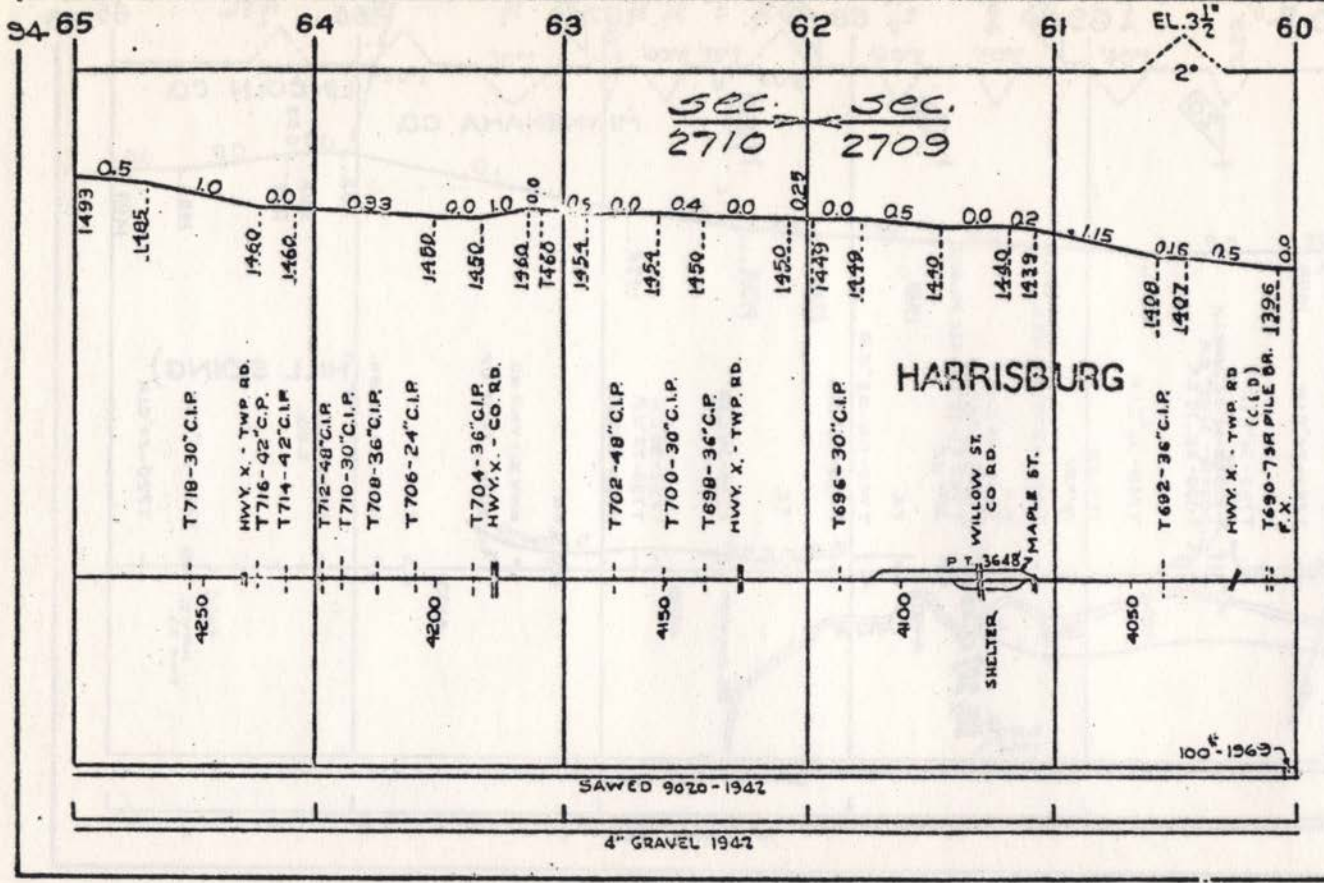 94 65 64 63 62 61 60
EL. 3½"
2°
sec. sec.
2710 2709
0.5 1.0 0.0 0.33 0.0 1.0 0.0 0.5 0.0 0.4 0.0 0.25 0.0 0.5 0.0 0.2 1.15 0.16 0.5 0.0
1493 1485 1460 1460 1450 1450 1460 1460 1454 1454 1450 1450 1449 1449 1440 1440 1439 1408 1407 1396
HARRISBURG
T718-30"C.I.P.
HWY. X. - TWP. RD.
T716-42"C.P.
T714-42"C.I.P.
T712-48"C.I.P.
T710-30"C.I.P.
T708-36"C.I.P.
T706-24"C.I.P.
T704-36"C.I.P.
HWY. X. - CO. RD.
T702-48"C.I.P.
T700-30"C.I.P.
T698-36"C.I.P.
HWY. X. - TWP. RD.
T696-30"C.I.P.
WILLOW ST.
CO RD.
MAPLE ST.
T692-36"C.I.P.
HWY. X. - TWP. RD
(C.E.D)
T690-7SP.PILE BR.
F.X.
P.T. 3648
4250 4200 4150 4100 4050
SHELTER
100#-1969
SAWED 9020-1942
4" GRAVEL 1942